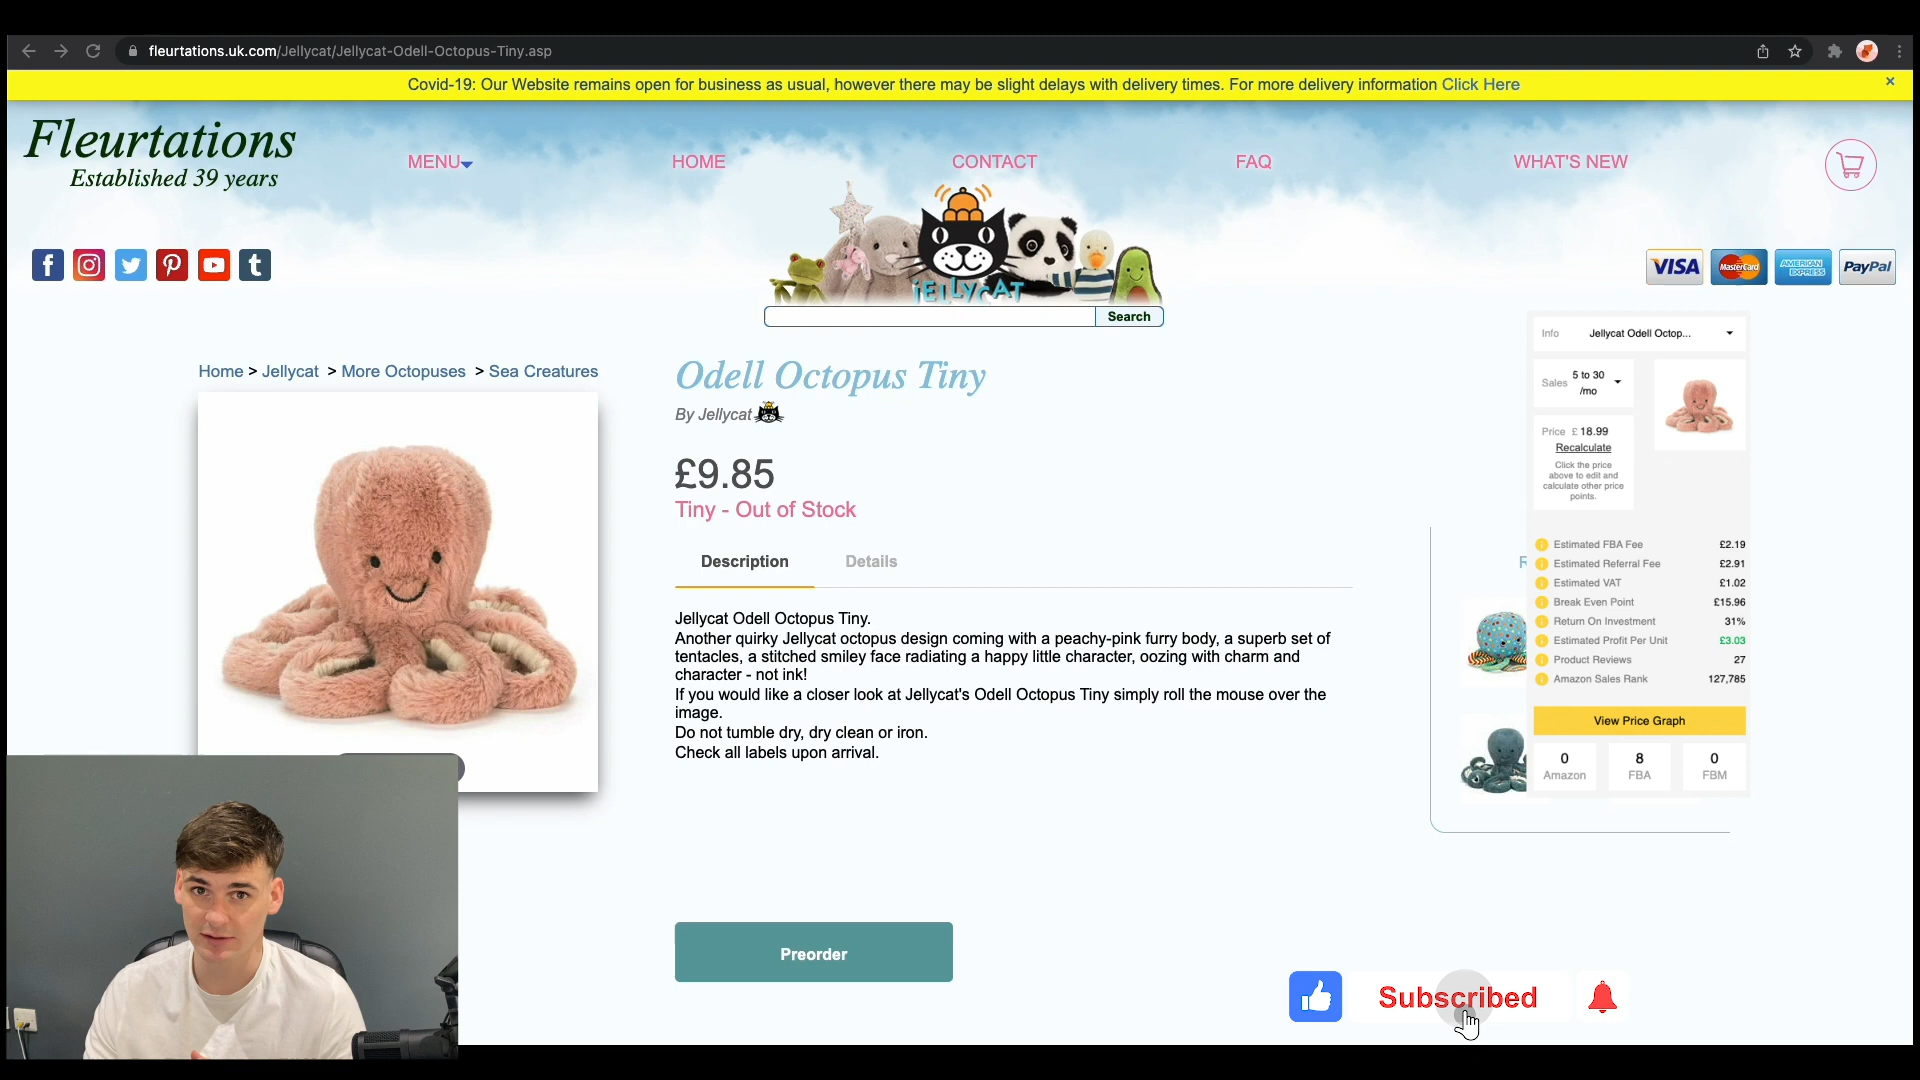 fleurtations.uk.com/Jellycat/Jellycat-Odell-Octopus-Tiny.asp
Covid-19: Our Website remains open for business as usual, however there may be slight delays with delivery times. For more delivery information Click Here
×
Fleurtations
Established 39 years
MENU
HOME
CONTACT
FAQ
WHAT'S NEW
JELLYCAT
VISA
MasterCard
AMERICAN EXPRESS
PayPal
Search
Home > Jellycat > More Octopuses > Sea Creatures
Odell Octopus Tiny
By Jellycat
£9.85
Tiny - Out of Stock
Description
Details
Jellycat Odell Octopus Tiny.
Another quirky Jellycat octopus design coming with a peachy-pink furry body, a superb set of
tentacles, a stitched smiley face radiating a happy little character, oozing with charm and
character - not ink!
If you would like a closer look at Jellycat's Odell Octopus Tiny simply roll the mouse over the
image.
Do not tumble dry, dry clean or iron.
Check all labels upon arrival.
Preorder
Info Jellycat Odell Octop...
Sales 5 to 30
/mo
Price £ 18.99
Recalculate
Click the price
above to edit and
calculate other price
points.
Estimated FBA Fee £2.19
Estimated Referral Fee £2.91
Estimated VAT £1.02
Break Even Point £15.96
Return On Investment 31%
Estimated Profit Per Unit £3.03
Product Reviews 27
Amazon Sales Rank 127,785
View Price Graph
0 8 0
Amazon FBA FBM
Subscribed